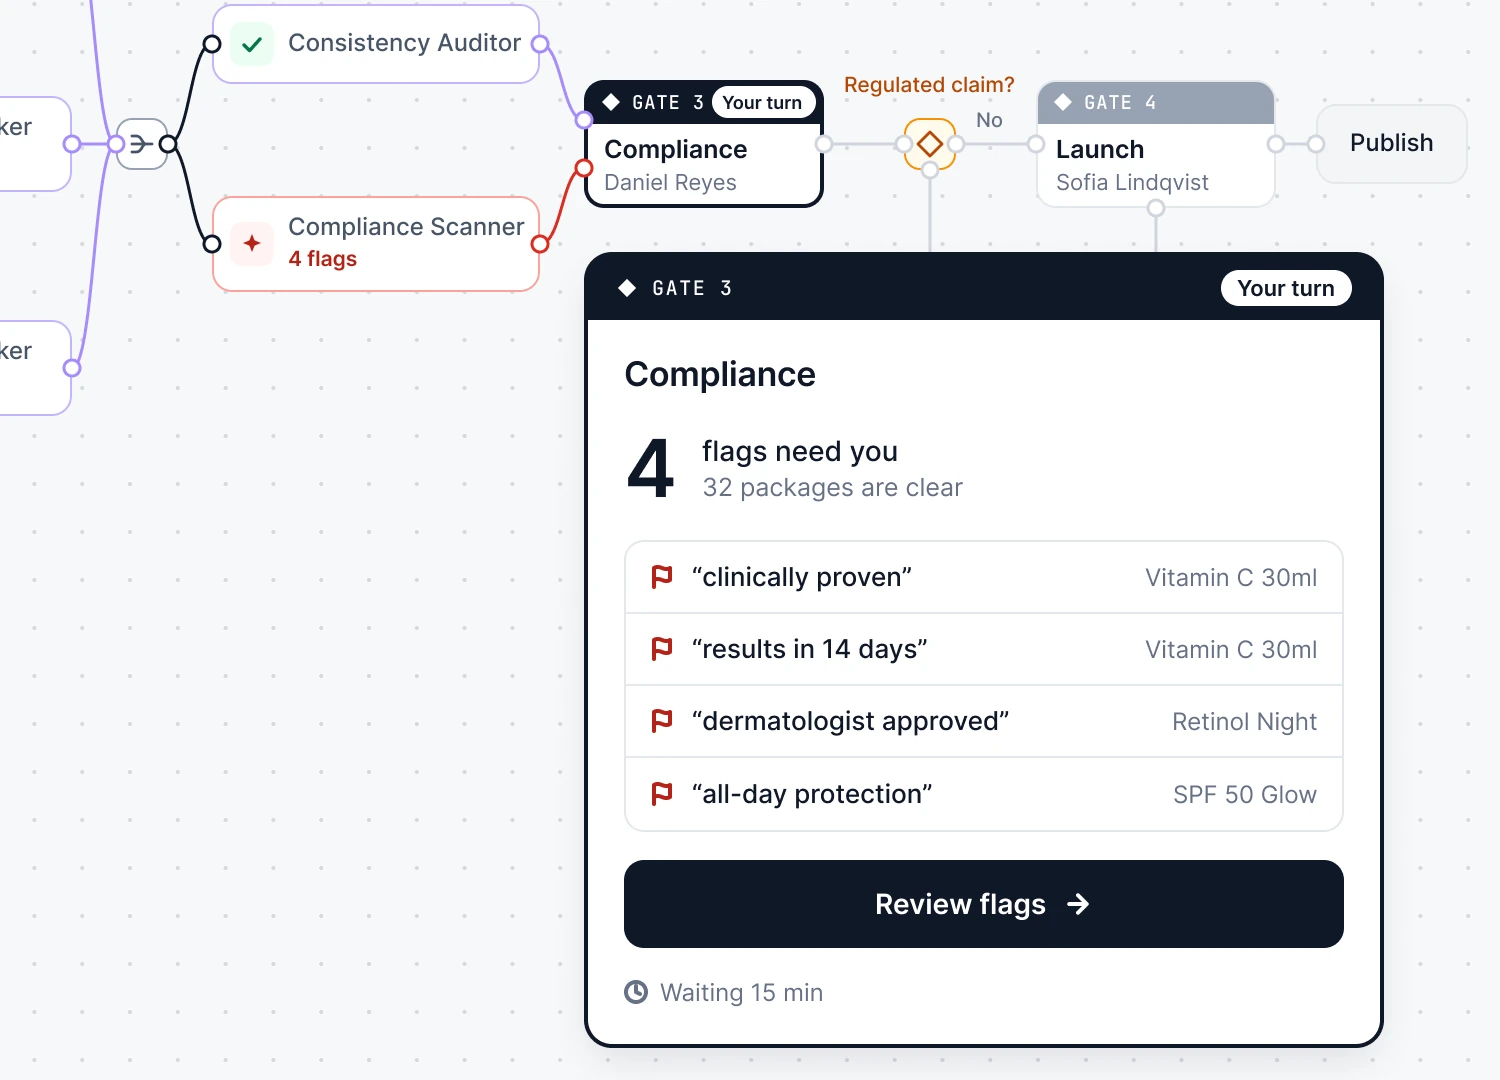 ker
Consistency Auditor
Compliance Scanner
4 flags
ker
GATE 3 Your turn
Compliance
Daniel Reyes
Regulated claim?
No
GATE 4
Launch
Sofia Lindqvist
Publish
GATE 3 Your turn
Compliance
4 flags need you
32 packages are clear
“clinically proven” Vitamin C 30ml
“results in 14 days” Vitamin C 30ml
“dermatologist approved” Retinol Night
“all-day protection” SPF 50 Glow
Review flags →
Waiting 15 min